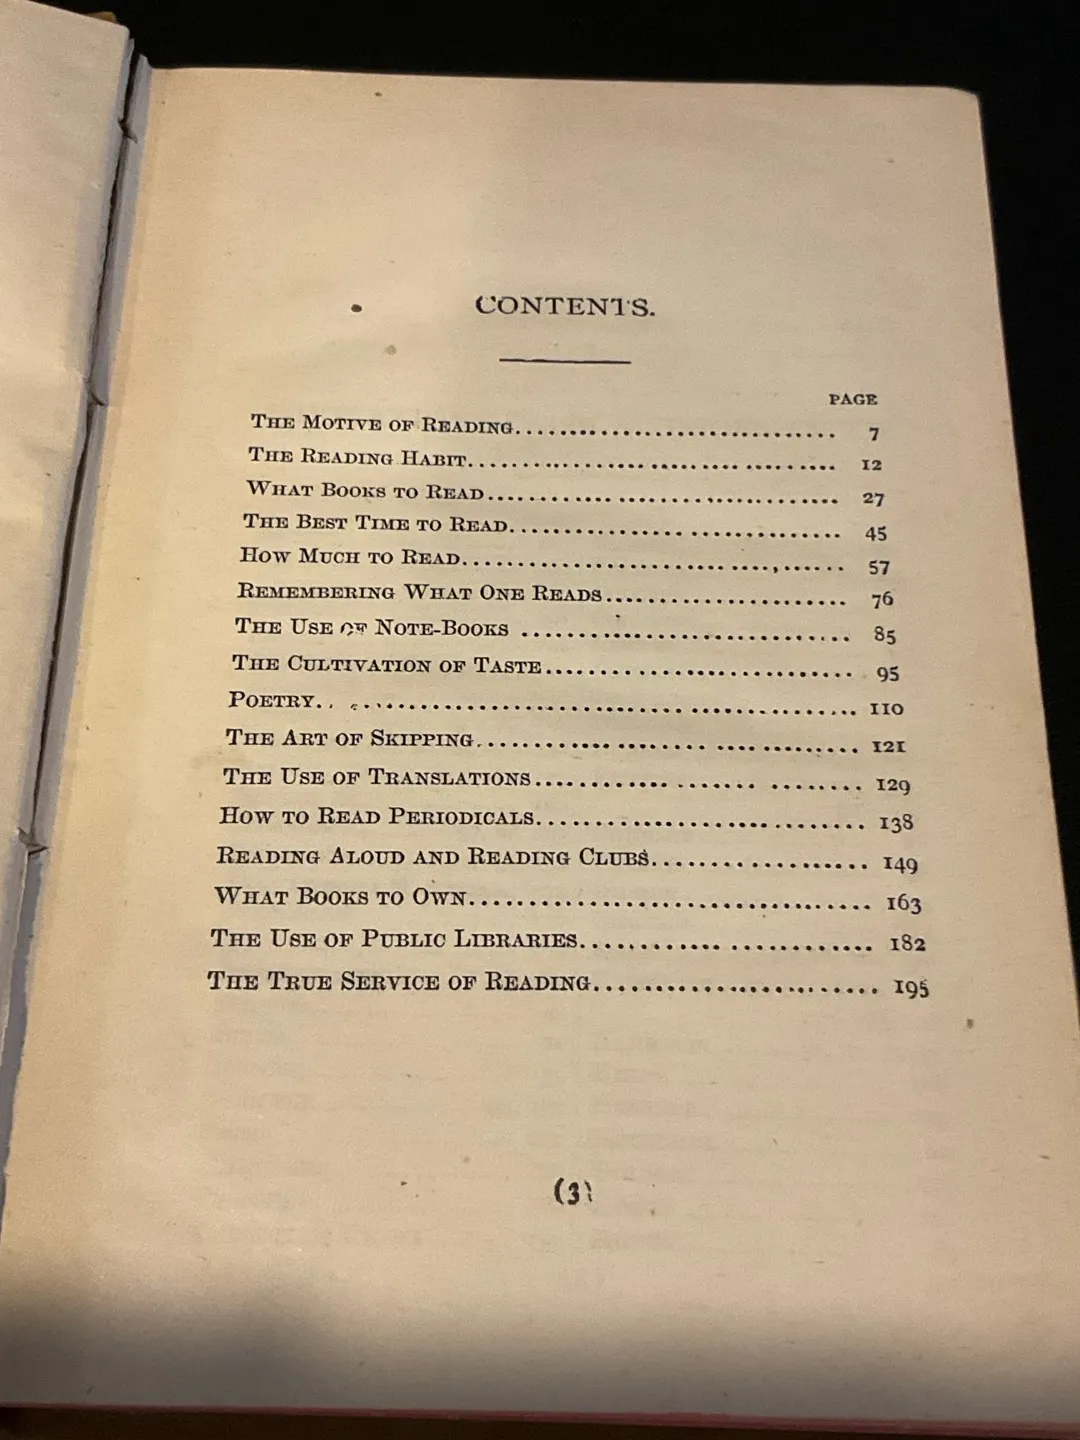 CONTENTS.
PAGE
THE MOTIVE OF READING.............................. 7
THE READING HABIT.................................. 12
WHAT BOOKS TO READ................................. 27
THE BEST TIME TO READ.............................. 45
HOW MUCH TO READ................................... 57
REMEMBERING WHAT ONE READS....................... 76
THE USE OF NOTE-BOOKS ............................ 85
THE CULTIVATION OF TASTE........................... 95
POETRY............................................. 110
THE ART OF SKIPPING................................ 121
THE USE OF TRANSLATIONS............................ 129
HOW TO READ PERIODICALS........................... 138
READING ALOUD AND READING CLUBS................. 149
WHAT BOOKS TO OWN................................ 163
THE USE OF PUBLIC LIBRARIES....................... 182
THE TRUE SERVICE OF READING...................... 195
(3)